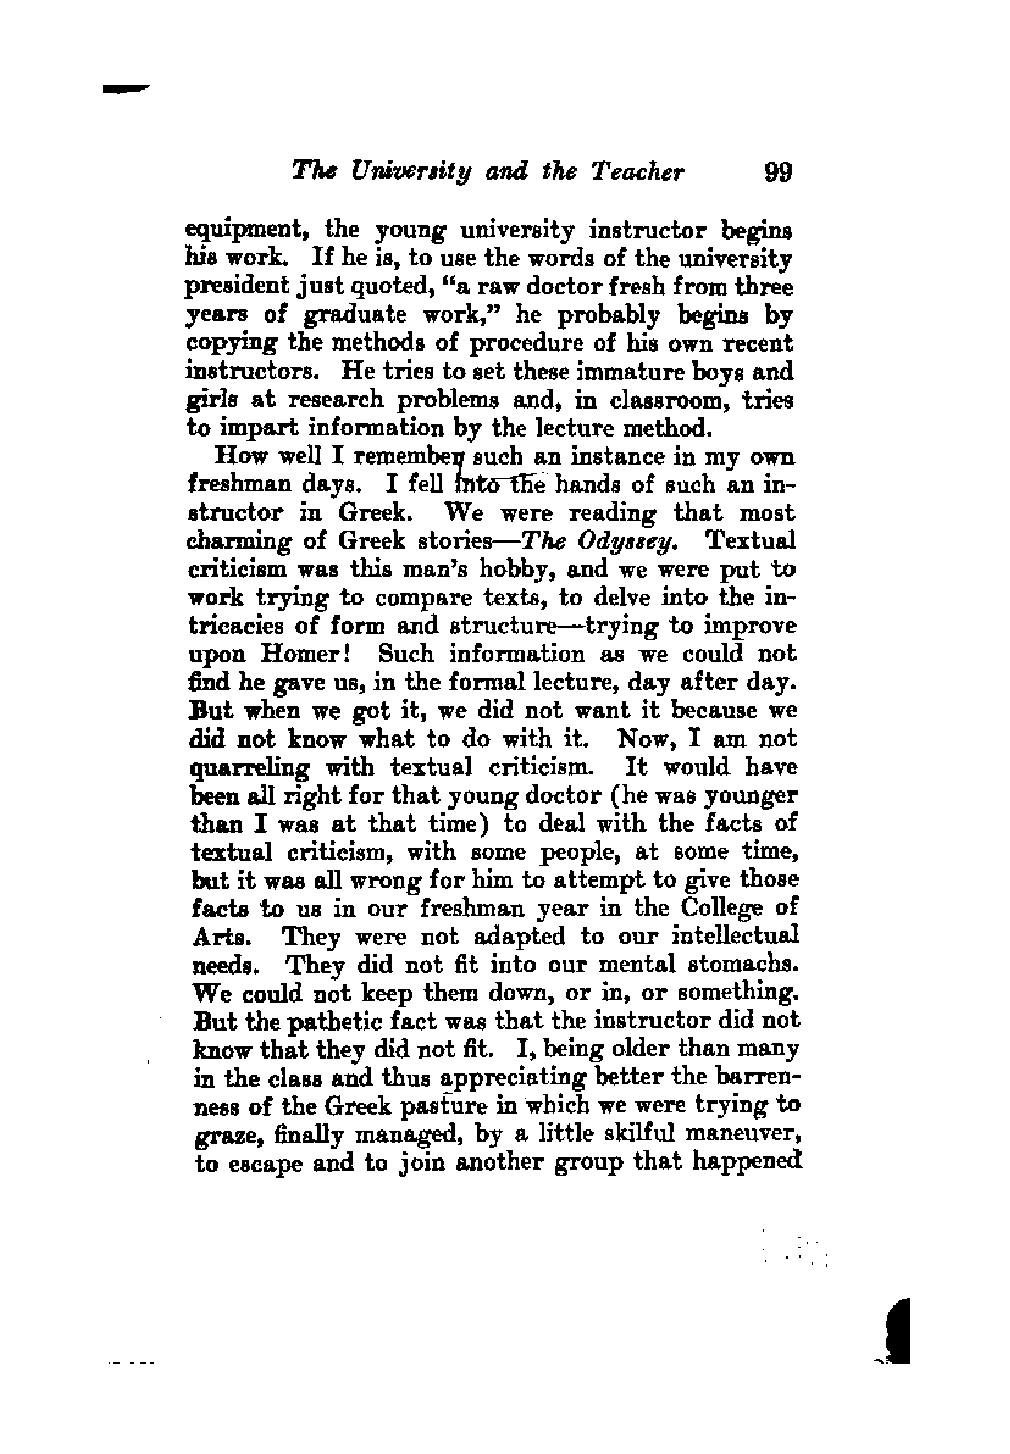 The University and the Teacher 99
equipment, the young university instructor begins
his work. If he is, to use the words of the university
president just quoted, “a raw doctor fresh from three
years of graduate work,” he probably begins by
copying the methods of procedure of his own recent
instructors. He tries to set these immature boys and
girls at research problems and, in classroom, tries
to impart information by the lecture method.
How well I remember such an instance in my own
freshman days. I fell into the hands of such an in-
structor in Greek. We were reading that most
charming of Greek stories—The Odyssey. Textual
criticism was this man’s hobby, and we were put to
work trying to compare texts, to delve into the in-
tricacies of form and structure—trying to improve
upon Homer! Such information as we could not
find he gave us, in the formal lecture, day after day.
But when we got it, we did not want it because we
did not know what to do with it. Now, I am not
quarreling with textual criticism. It would have
been all right for that young doctor (he was younger
than I was at that time) to deal with the facts of
textual criticism, with some people, at some time,
but it was all wrong for him to attempt to give those
facts to us in our freshman year in the College of
Arts. They were not adapted to our intellectual
needs. They did not fit into our mental stomachs.
We could not keep them down, or in, or something.
But the pathetic fact was that the instructor did not
know that they did not fit. I, being older than many
in the class and thus appreciating better the barren-
ness of the Greek pasture in which we were trying to
graze, finally managed, by a little skilful maneuver,
to escape and to join another group that happened